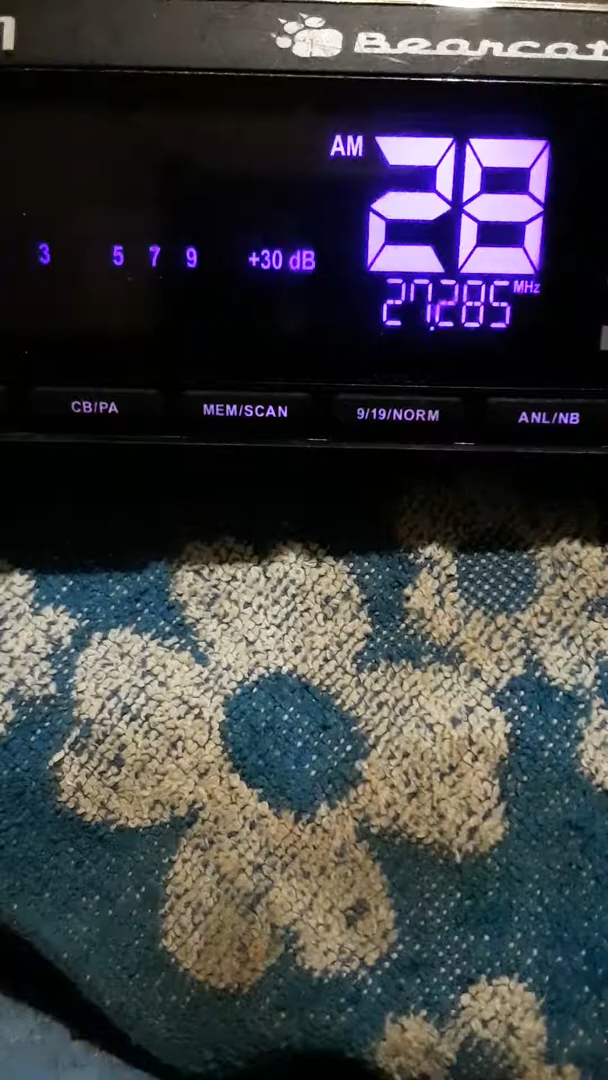 Bearcat
AM 28
3 5 7 9 +30 dB
27.285 MHz
CB/PA MEM/SCAN 9/19/NORM ANL/NB